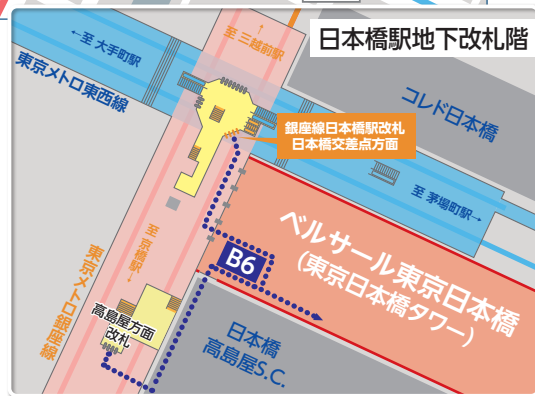 日本橋駅地下改札階
←至 大手町駅
至 三越前駅→
東京メトロ東西線
コレド日本橋
銀座線日本橋駅改札
日本橋交差点方面
至 茅場町駅→
至 京橋駅→
B6
ベルサール東京日本橋
(東京日本橋タワー)
東京メトロ銀座線
高島屋方面
改札
日本橋
高島屋S.C.